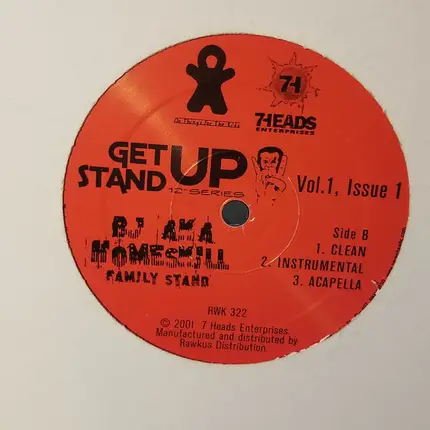 7H
7HEADS
ENTERPRISES
GET UP
STAND
12" SERIES
Vol.1, Issue 1
DJ AKA
HOMESKILL
FAMILY STAND
Side B
1. CLEAN
2. INSTRUMENTAL
3. ACAPELLA
RWK 322
© 2001 7 Heads Enterprises.
Manufactured and distributed by
Rawkus Distribution.